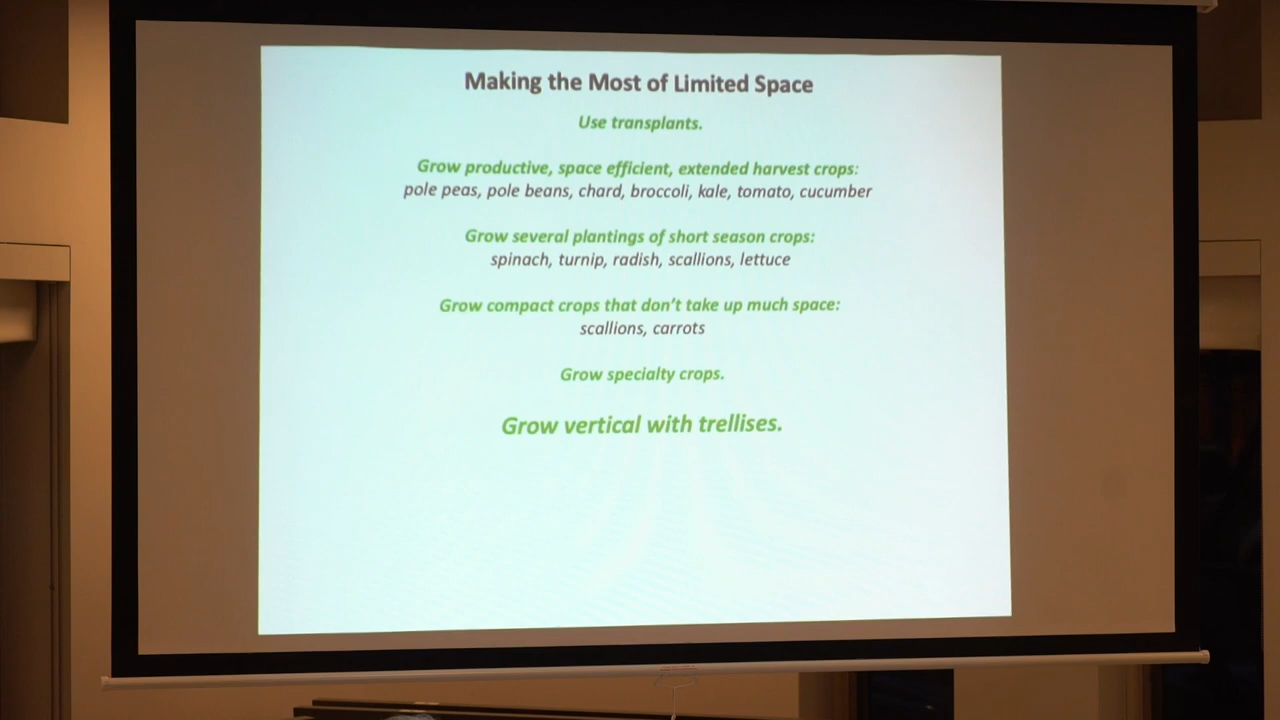 Making the Most of Limited Space
Use transplants.
Grow productive, space efficient, extended harvest crops:
pole peas, pole beans, chard, broccoli, kale, tomato, cucumber
Grow several plantings of short season crops:
spinach, turnip, radish, scallions, lettuce
Grow compact crops that don't take up much space:
scallions, carrots
Grow specialty crops.
Grow vertical with trellises.